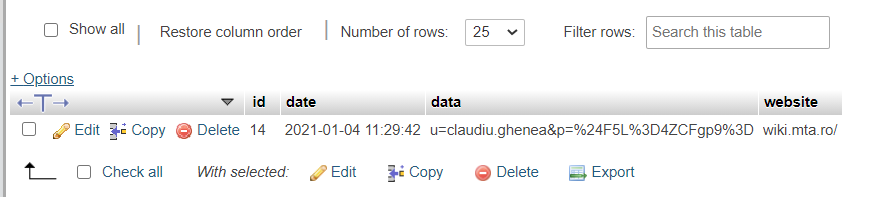 Show all | Restore column order | Number of rows: 25 Filter rows: Search this table
+ Options
←T→ id date data website
Edit Copy Delete 14 2021-01-04 11:29:42 u=claudiu.ghenea&p=%24F5L%3D4ZCFgp9%3D wiki.mta.ro/
Check all With selected: Edit Copy Delete Export